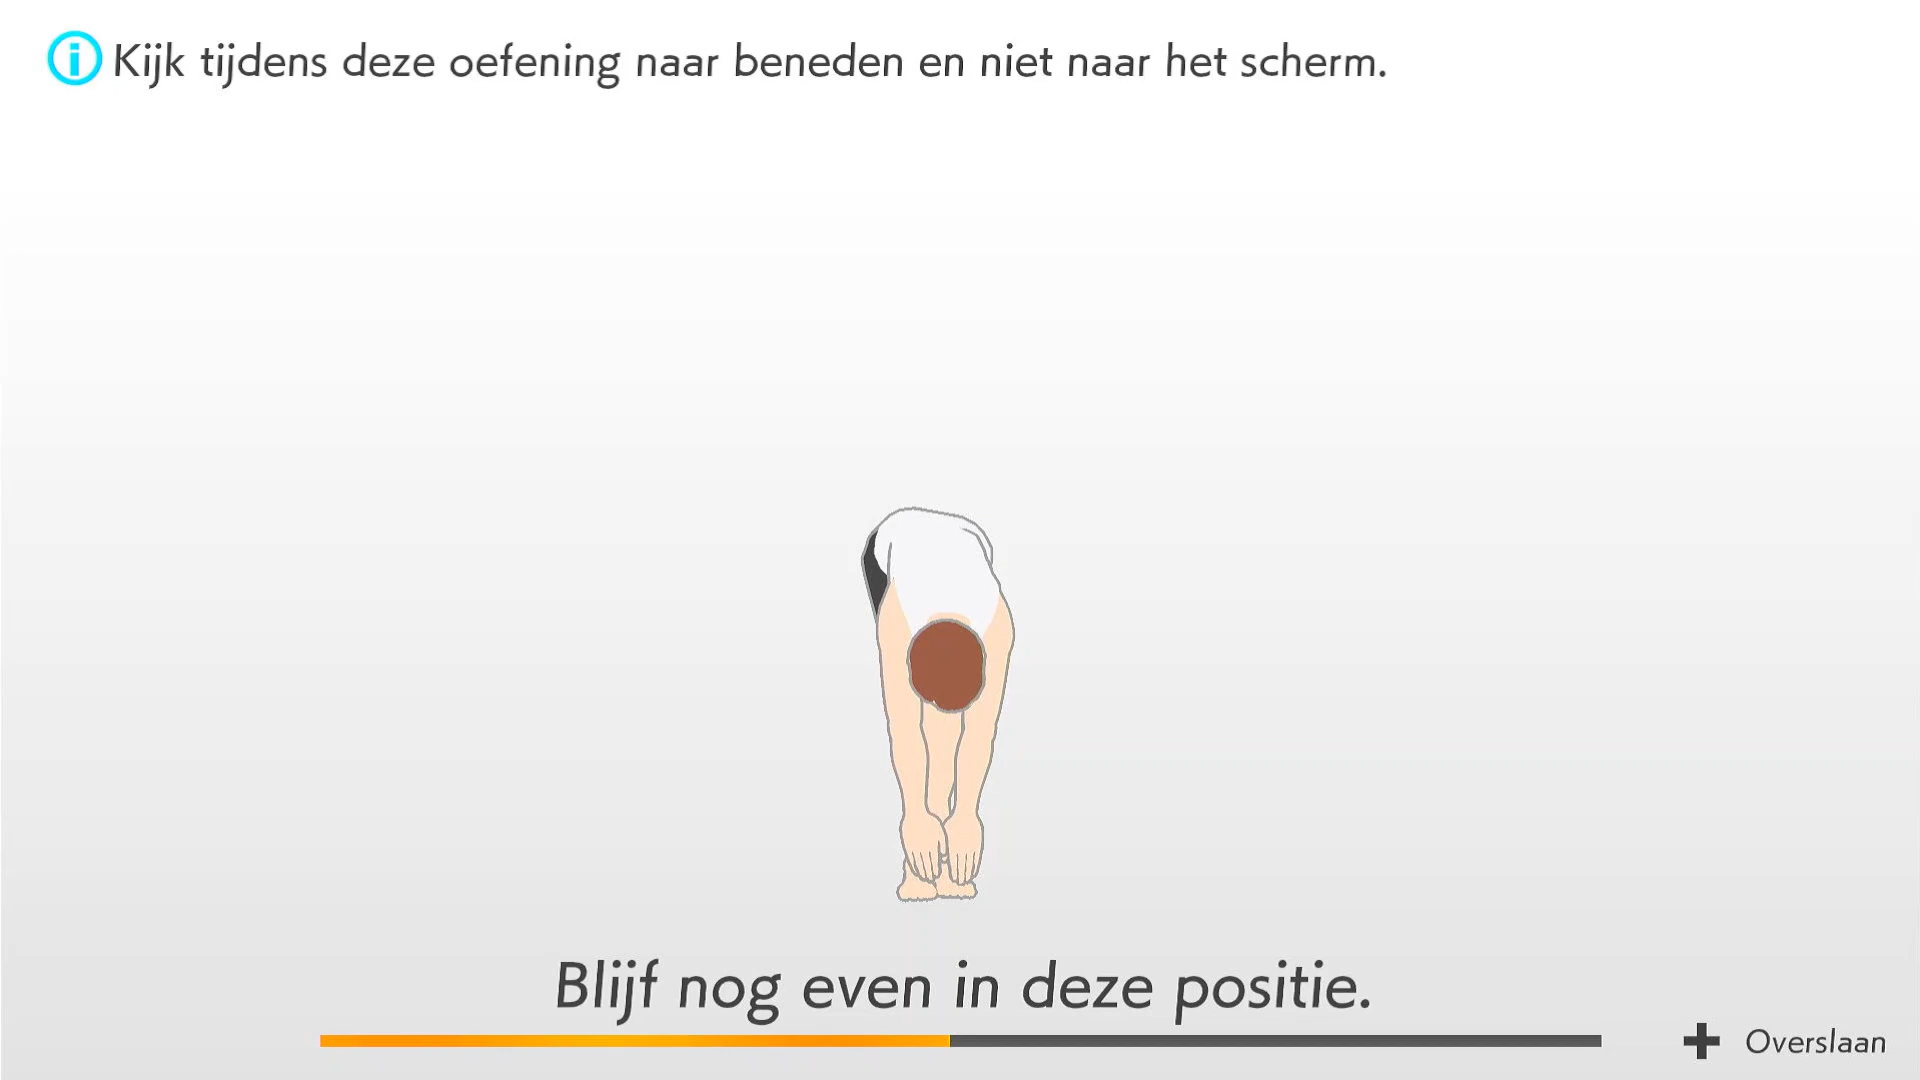 Kijk tijdens deze oefening naar beneden en niet naar het scherm.
Blijf nog even in deze positie.
Overslaan